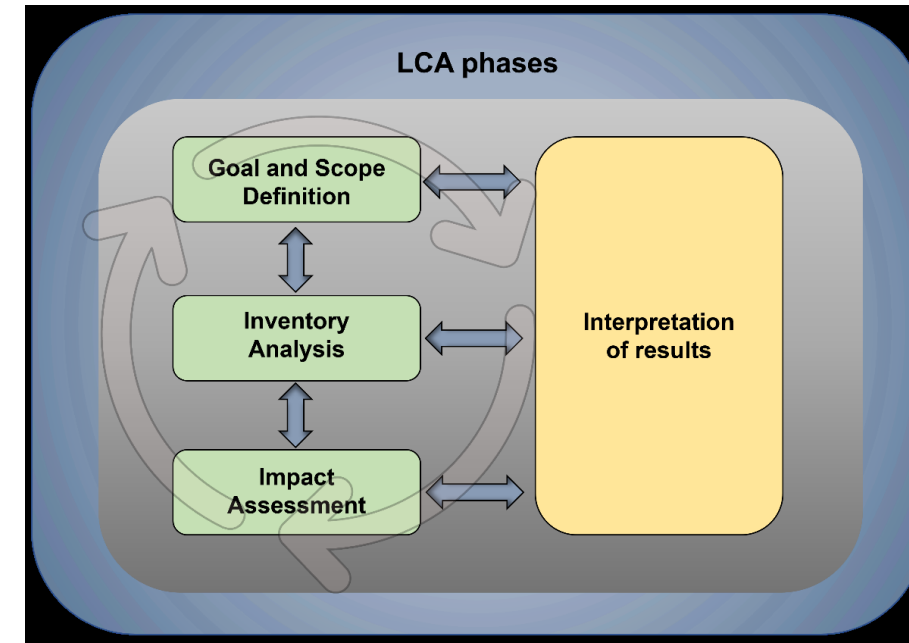 LCA phases
Goal and Scope
Definition
Inventory
Analysis
Impact
Assessment
Interpretation
of results